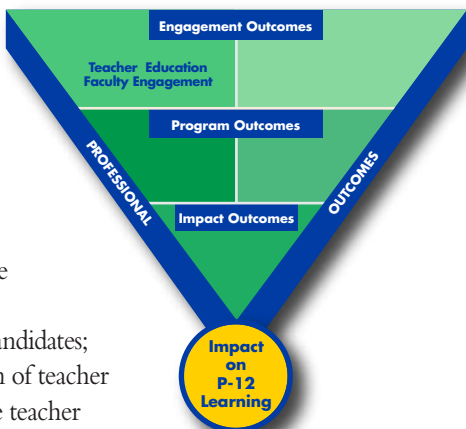 Engagement Outcomes
Teacher Education
Faculty Engagement
Program Outcomes
PROFESSIONAL
OUTCOMES
Impact Outcomes
Impact
on
P-12
Learning
e
andidates;
n of teacher
e teacher